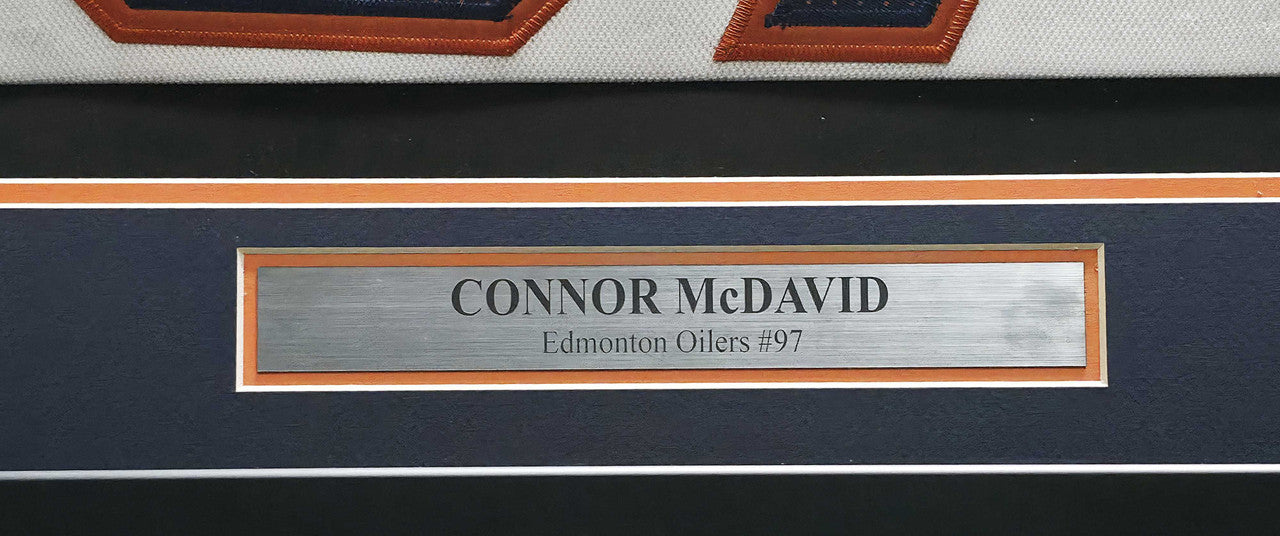 CONNOR McDAVID
Edmonton Oilers #97